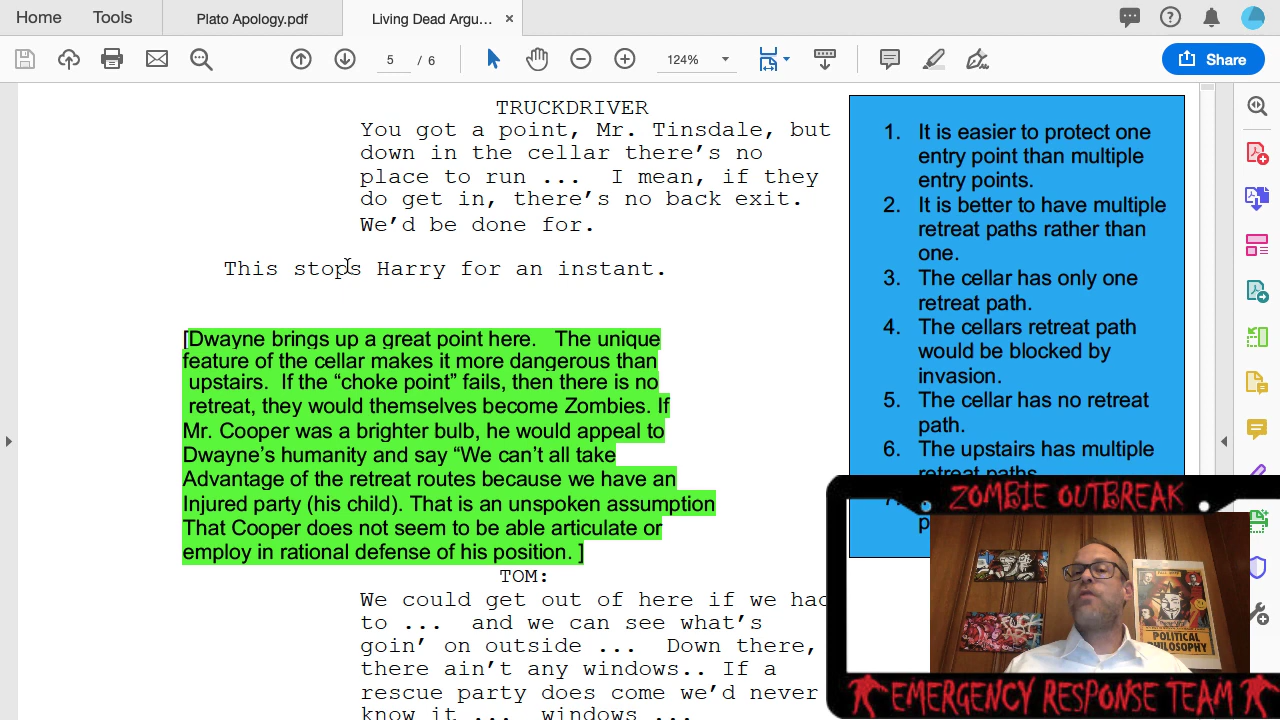 Home
Tools
Plato Apology.pdf
Living Dead Argu...
×
5 / 6
124%
Share
TRUCKDRIVER
You got a point, Mr. Tinsdale, but
down in the cellar there’s no
place to run ... I mean, if they
do get in, there’s no back exit.
We’d be done for.
This stops Harry for an instant.
[Dwayne brings up a great point here. The unique
feature of the cellar makes it more dangerous than
upstairs. If the “choke point” fails, then there is no
retreat, they would themselves become Zombies. If
Mr. Cooper was a brighter bulb, he would appeal to
Dwayne’s humanity and say “We can’t all take
Advantage of the retreat routes because we have an
Injured party (his child). That is an unspoken assumption
That Cooper does not seem to be able articulate or
employ in rational defense of his position. ]
TOM:
We could get out of here if we had
to ... and we can see what’s
goin’ on outside ... Down there,
there ain’t any windows.. If a
rescue party does come we’d never
know it ... windows ...
1. It is easier to protect one
entry point than multiple
entry points.
2. It is better to have multiple
retreat paths rather than
one.
3. The cellar has only one
retreat path.
4. The cellars retreat path
would be blocked by
invasion.
5. The cellar has no retreat
path.
6. The upstairs has multiple
retreat paths
ZOMBIE OUTBREAK
POLITICAL
PHILOSOPHY
EMERGENCY RESPONSE TEAM